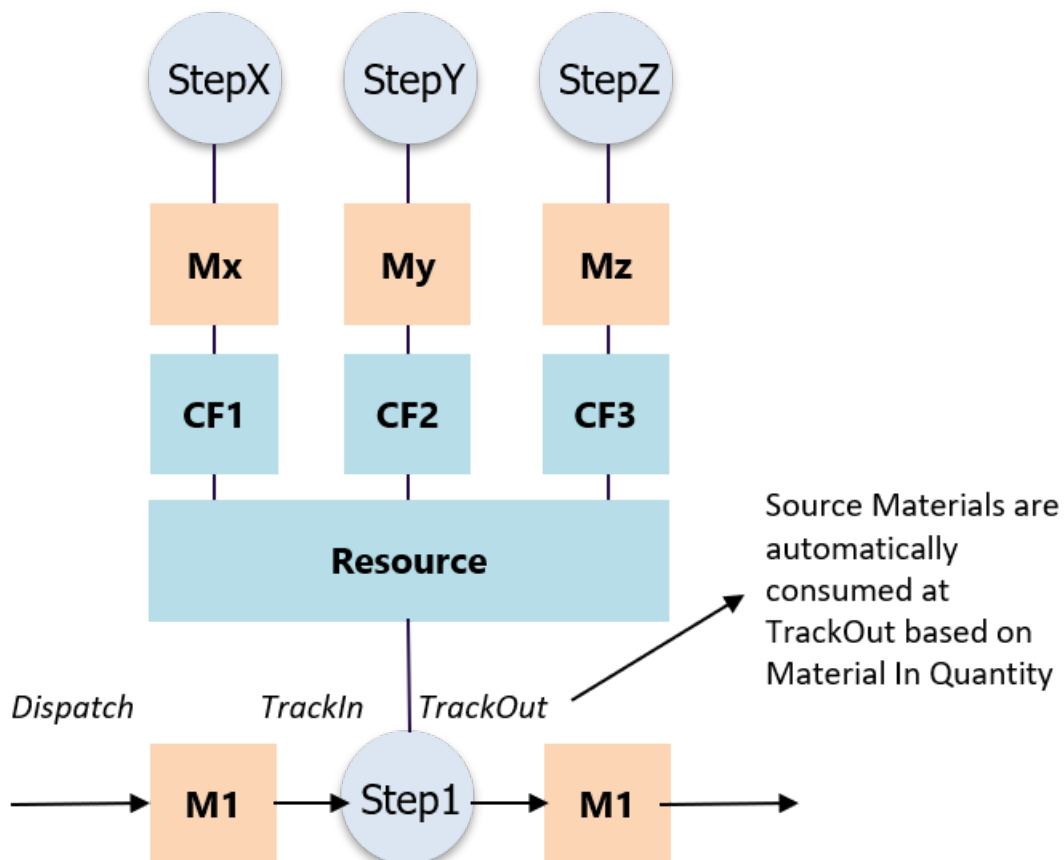 StepX StepY StepZ
Mx My Mz
CF1 CF2 CF3
Resource
Source Materials are
automatically
consumed at
TrackOut based on
Material In Quantity
Dispatch TrackIn TrackOut
M1 Step1 M1